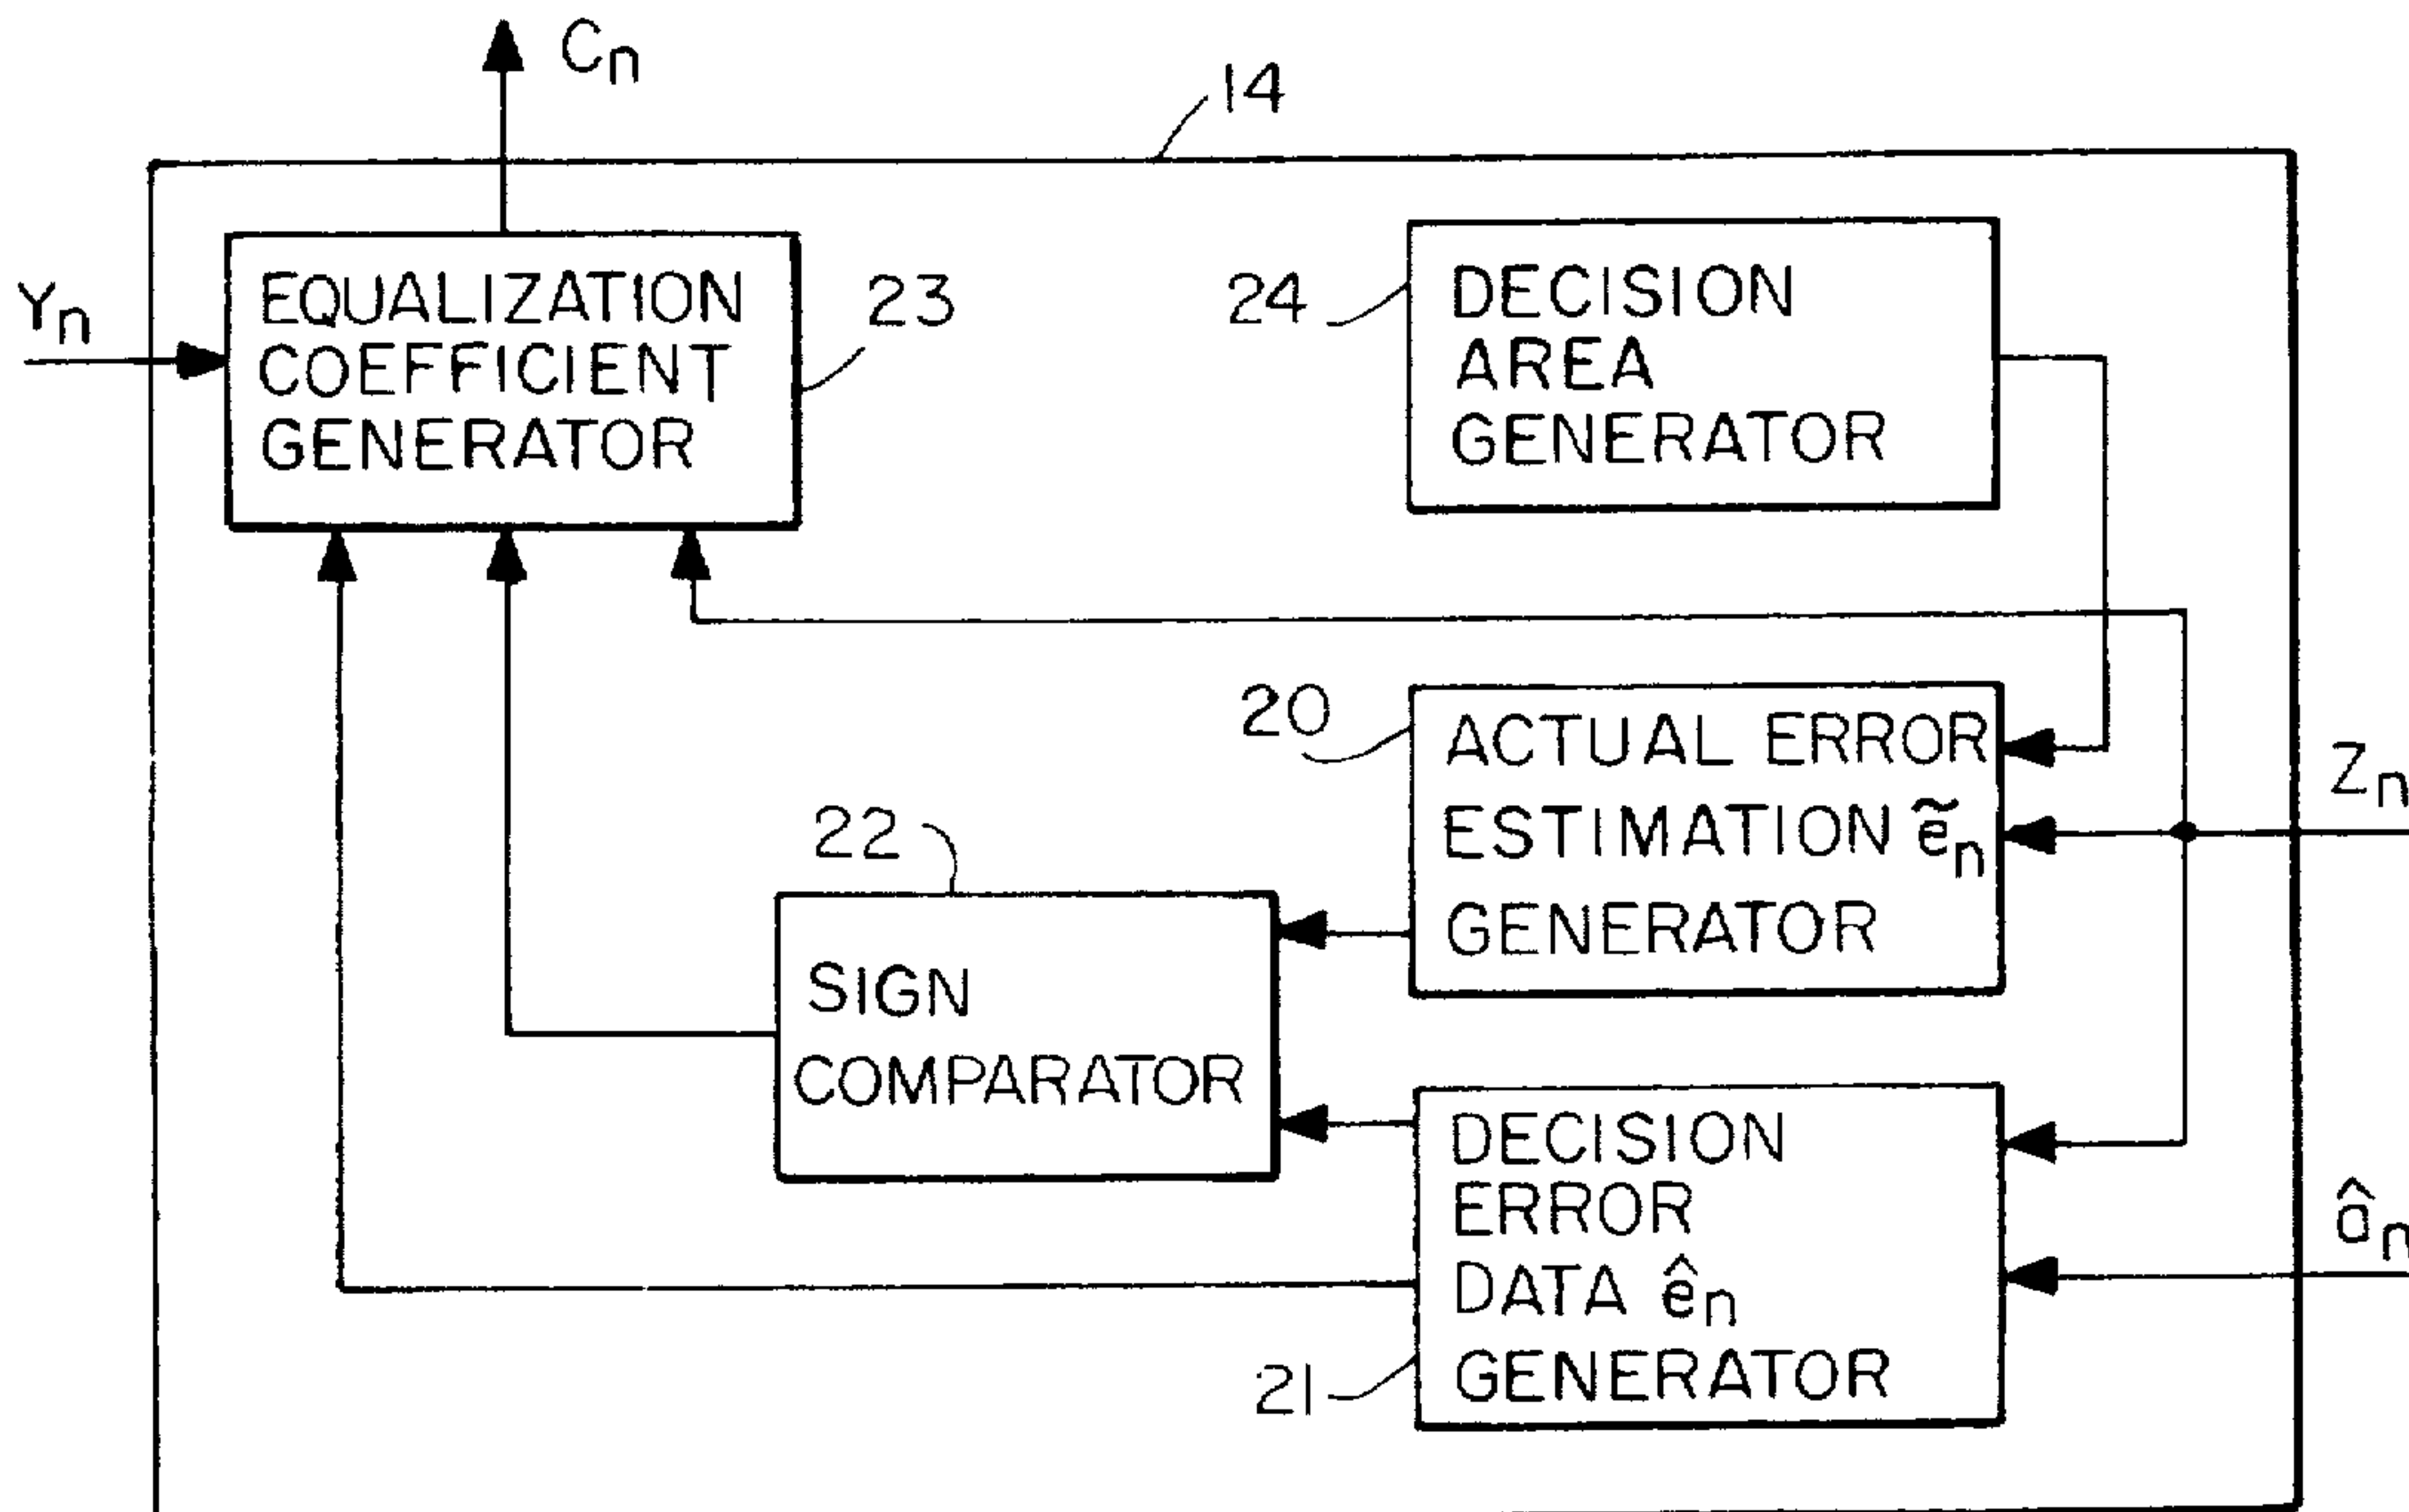 Cn
14
Yn
EQUALIZATION
COEFFICIENT
GENERATOR
23
24
DECISION
AREA
GENERATOR
20
ACTUAL ERROR
ESTIMATION ẽn
GENERATOR
Zn
22
SIGN
COMPARATOR
DECISION
ERROR
DATA ên
GENERATOR
21
ân